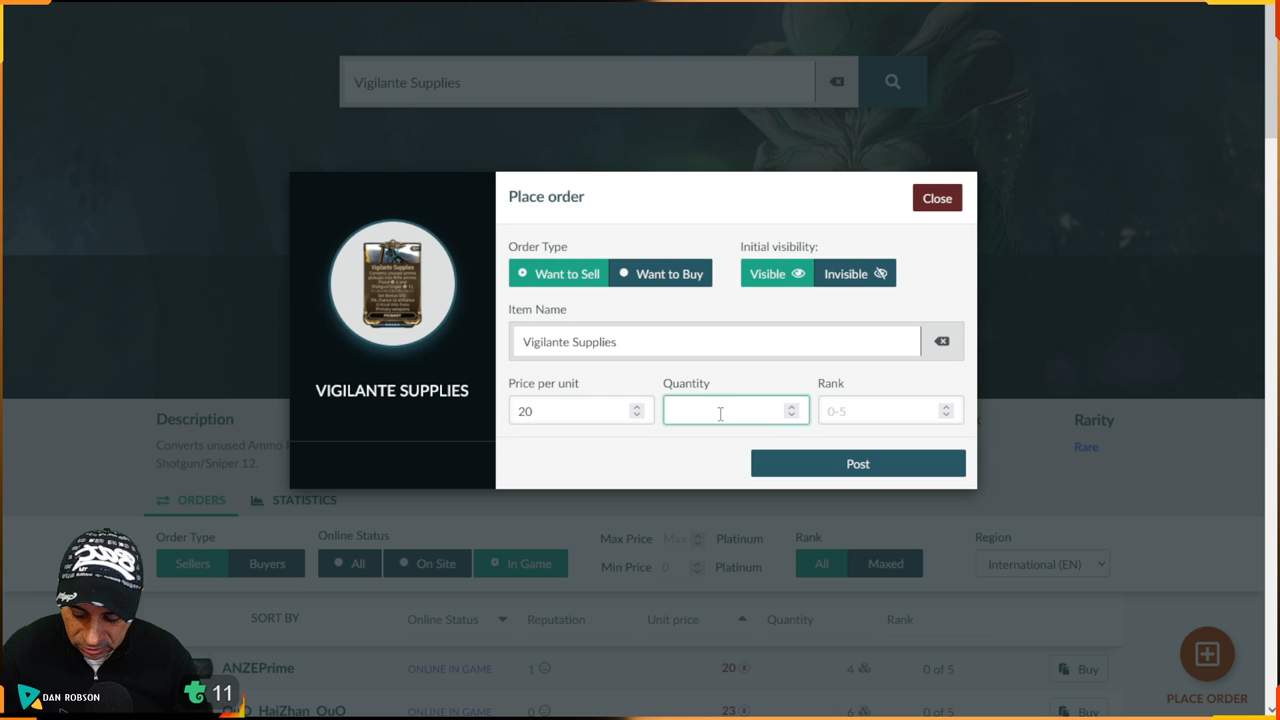 Vigilante Supplies
Place order
Close
Order Type
Initial visibility:
Want to Sell
Want to Buy
Visible
Invisible
Item Name
Vigilante Supplies
VIGILANTE SUPPLIES
Price per unit
Quantity
Rank
20
0-5
Post
Description
Rarity
Converts unused Ammo
Rare
Shotgun/Sniper 12.
ORDERS
STATISTICS
Order Type
Online Status
Max Price
Max
Platinum
Rank
Region
Sellers
Buyers
All
On Site
In Game
Min Price
0
Platinum
All
Maxed
International (EN)
SORT BY
Online Status
Reputation
Unit price
Quantity
Rank
ANZEPrime
ONLINE IN GAME
1
20
4
0 of 5
Buy
OuO_HaiZhan_OuO
ONLINE IN GAME
0
23
6
0 of 5
Buy
PLACE ORDER
DAN ROBSON
11